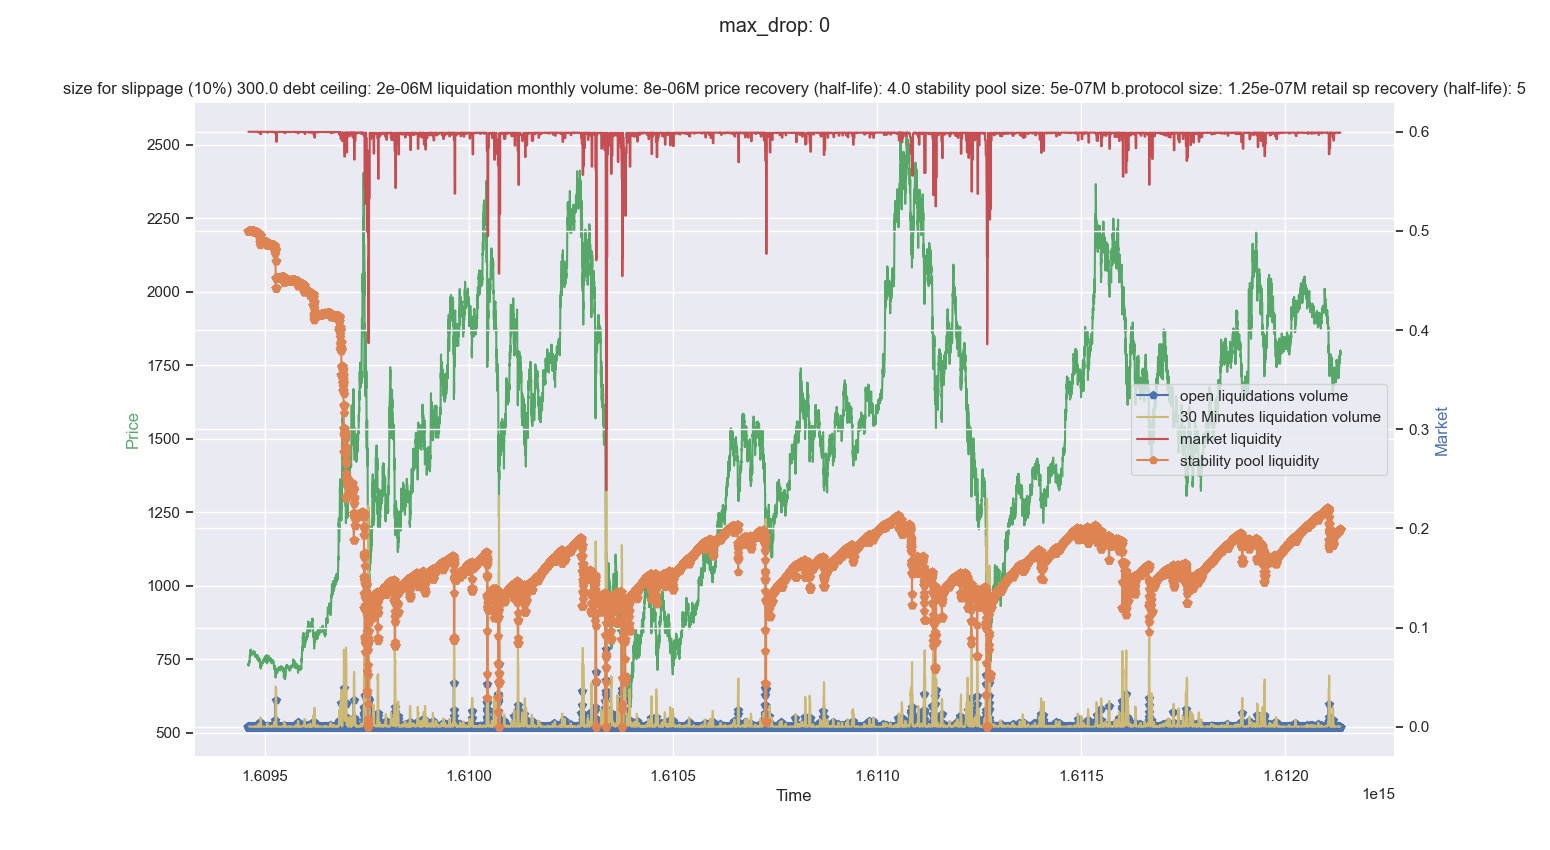 max_drop: 0
size for slippage (10%) 300.0 debt ceiling: 2e-06M liquidation monthly volume: 8e-06M price recovery (half-life): 4.0 stability pool size: 5e-07M b.protocol size: 1.25e-07M retail sp recovery (half-life): 5
2500
2250
2000
1750
1500
1250
1000
750
500
Price
0.6
0.5
0.4
0.3
0.2
0.1
0.0
Market
open liquidations volume
30 Minutes liquidation volume
market liquidity
stability pool liquidity
1.6095 1.6100 1.6105 1.6110 1.6115 1.6120
Time
1e15